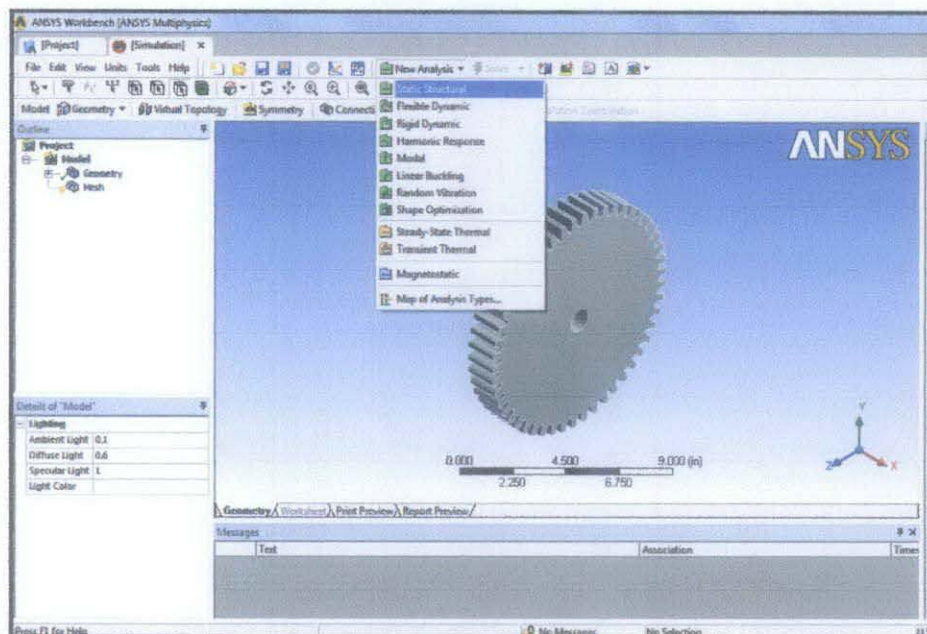 ANSYS Workbench [ANSYS Multiphysics]
[Project] [Simulation] ×
File Edit View Units Tools Help New Analysis
Model Geometry Virtual Topology Symmetry Connecti
Static Structural
Flexible Dynamic
Rigid Dynamic
Harmonic Response
Modal
Linear Buckling
Random Vibration
Shape Optimization
Steady-State Thermal
Transient Thermal
Magnetostatic
Map of Analysis Types...
Outline
Project
Model
Geometry
Mesh
ANSYS
Y
Z X
0.000 4.500 9.000 (in)
2.250 6.750
Details of "Model"
Lighting
Ambient Light 0.1
Diffuse Light 0.6
Specular Light 1
Light Color
Geometry Worksheet Print Preview Report Preview
Messages
Text Association Times
Press F1 for Help 0 No Messages No Selection